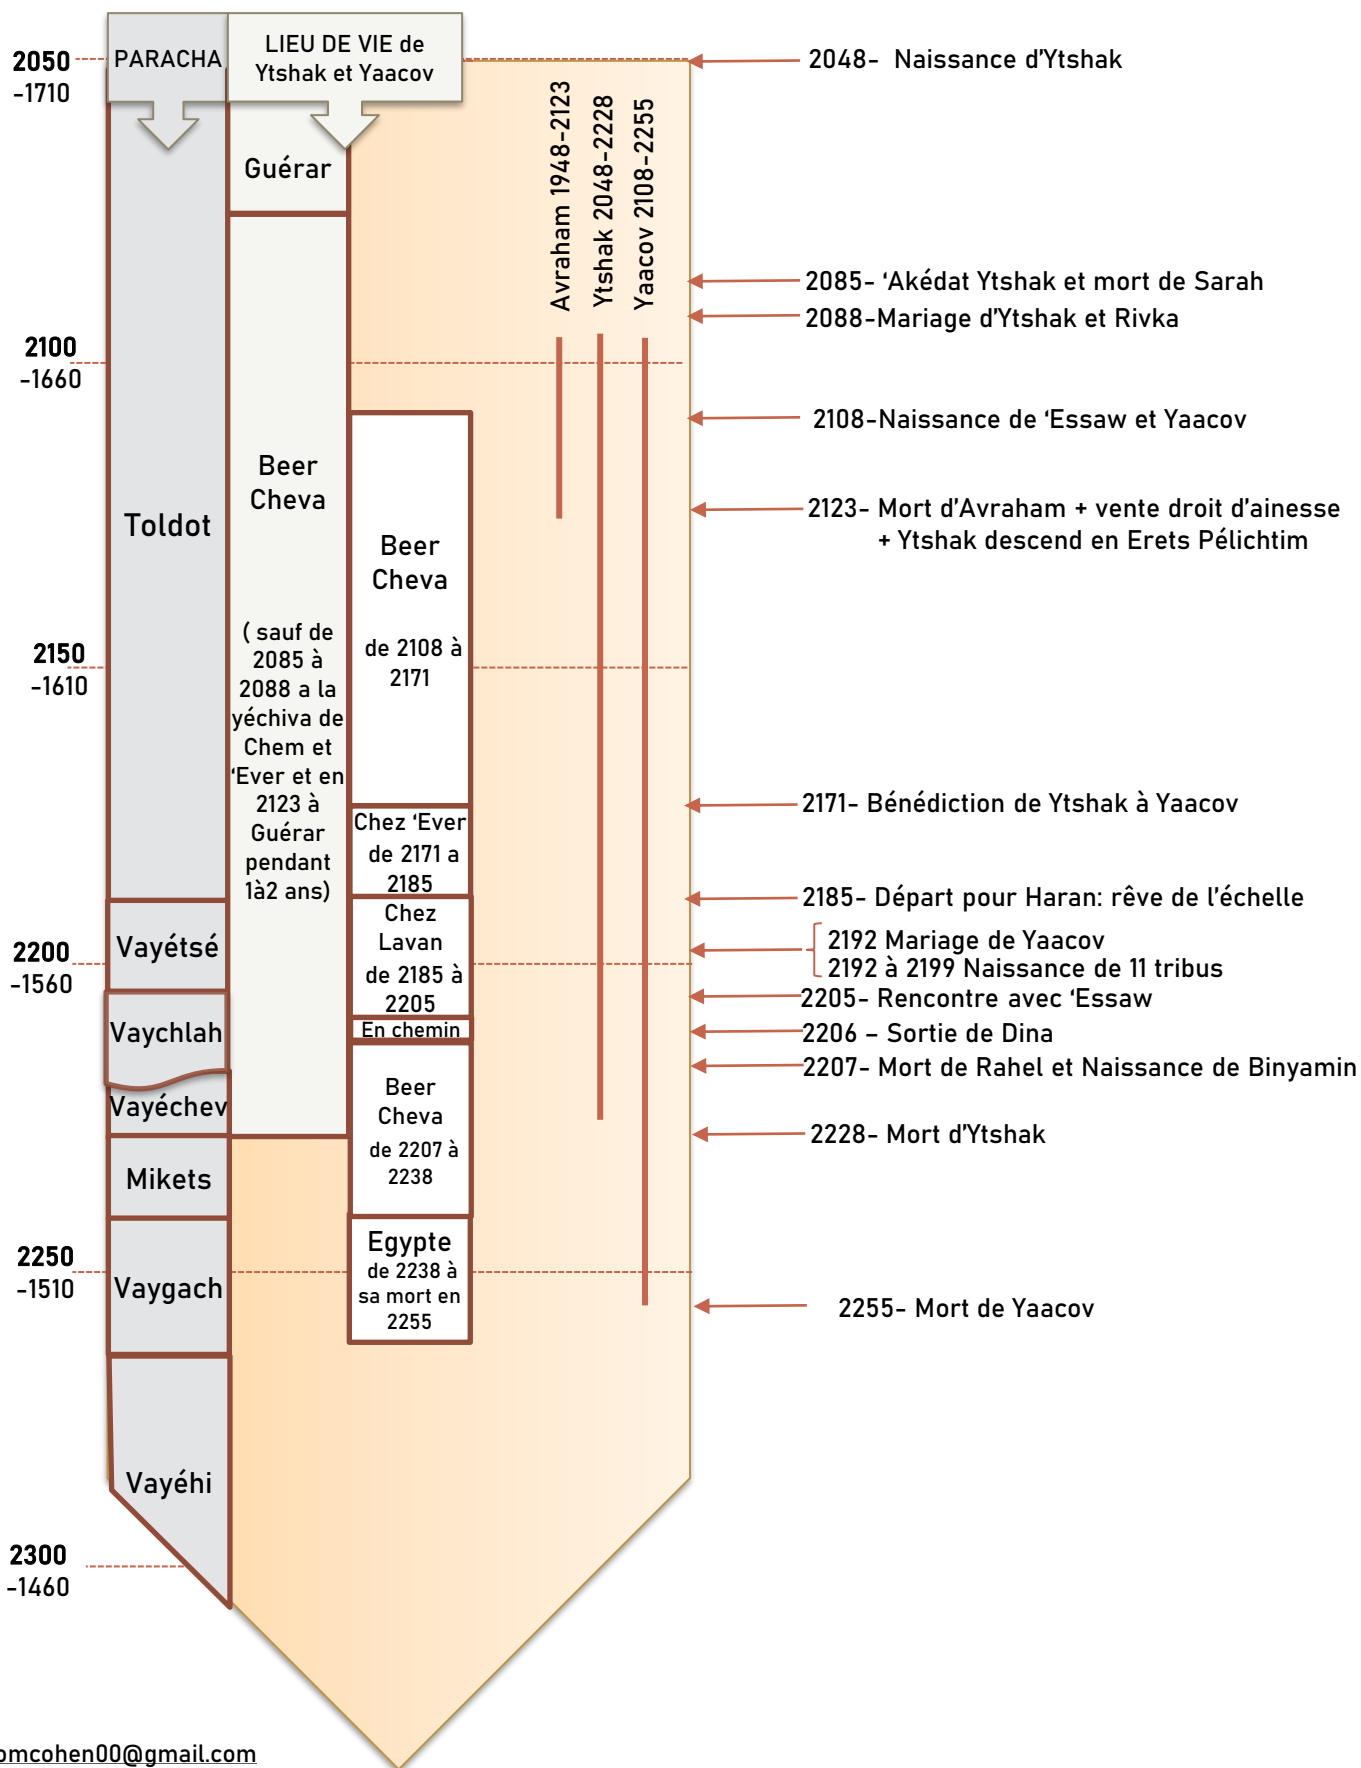 PARACHA
LIEU DE VIE de
Ytshak et Yaacov
2050
-1710
2100
-1660
2150
-1610
2200
-1560
2250
-1510
2300
-1460
Toldot
Vayétsé
Vaychlah
Vayéchev
Mikets
Vaygach
Vayéhi
Guérar
Beer
Cheva
( sauf de
2085 à
2088 a la
yéchiva de
Chem et
‘Ever et en
2123 à
Guérar
pendant
1à2 ans)
Beer
Cheva
de 2108 à
2171
Chez ‘Ever
de 2171 a
2185
Chez
Lavan
de 2185 à
2205
En chemin
Beer
Cheva
de 2207 à
2238
Egypte
de 2238 à
sa mort en
2255
Avraham 1948-2123
Ytshak 2048-2228
Yaacov 2108-2255
2048- Naissance d’Ytshak
2085- ‘Akédat Ytshak et mort de Sarah
2088-Mariage d’Ytshak et Rivka
2108-Naissance de ‘Essaw et Yaacov
2123- Mort d’Avraham + vente droit d’ainesse
+ Ytshak descend en Erets Pélichtim
2171- Bénédiction de Ytshak à Yaacov
2185- Départ pour Haran: rêve de l’échelle
2192 Mariage de Yaacov
2192 à 2199 Naissance de 11 tribus
2205- Rencontre avec ‘Essaw
2206 – Sortie de Dina
2207- Mort de Rahel et Naissance de Binyamin
2228- Mort d’Ytshak
2255- Mort de Yaacov
omcohen00@gmail.com